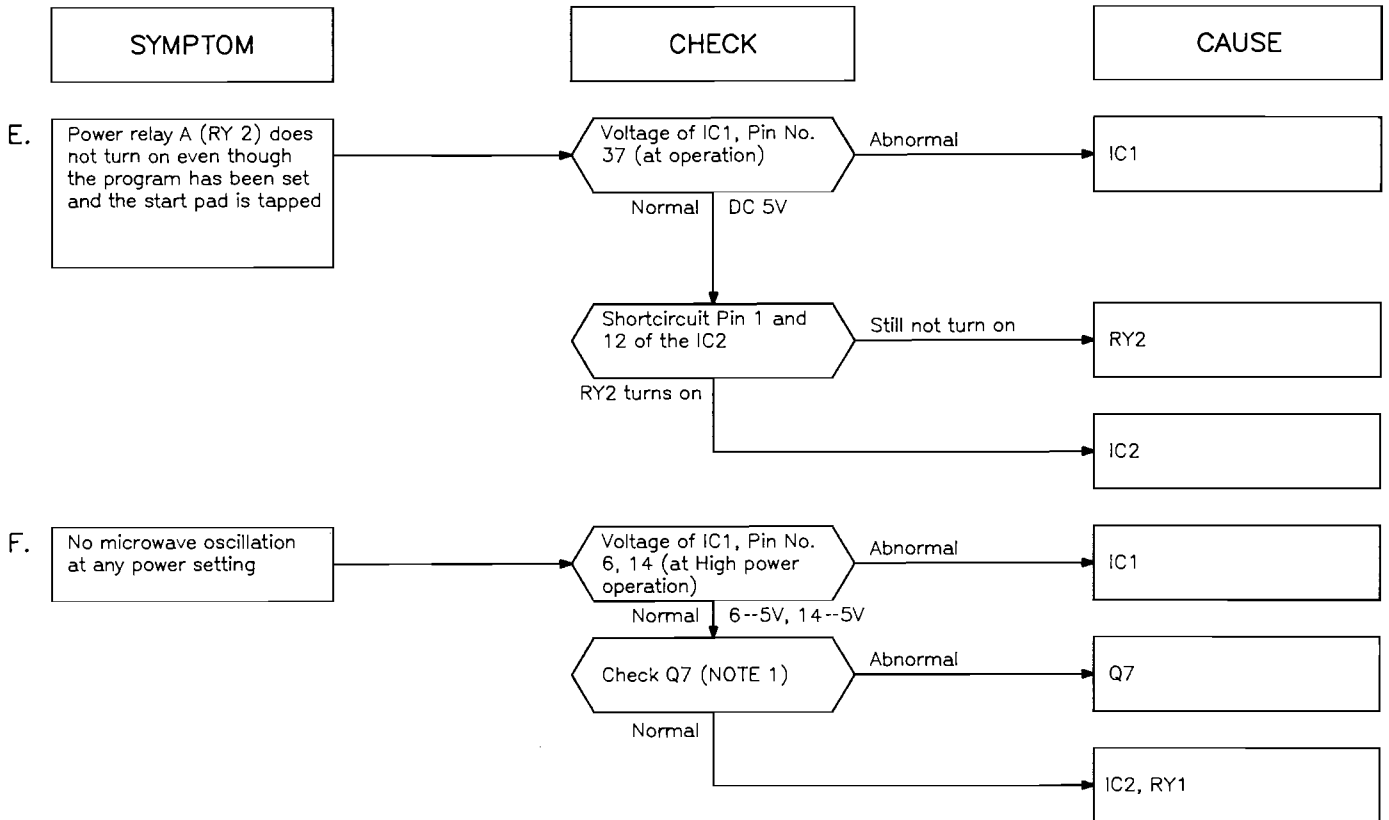 SYMPTOM
CHECK
CAUSE
E.
Power relay A (RY 2) does
not turn on even though
the program has been set
and the start pad is tapped
Voltage of IC1, Pin No.
37 (at operation)
Abnormal
IC1
Normal
DC 5V
Shortcircuit Pin 1 and
12 of the IC2
Still not turn on
RY2
RY2 turns on
IC2
F.
No microwave oscillation
at any power setting
Voltage of IC1, Pin No.
6, 14 (at High power
operation)
Abnormal
IC1
Normal
6--5V, 14--5V
Check Q7 (NOTE 1)
Abnormal
Q7
Normal
IC2, RY1